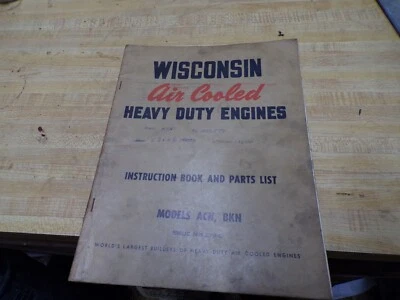 WISCONSIN
Air Cooled
HEAVY DUTY ENGINES
INSTRUCTION BOOK AND PARTS LIST
MODELS ACN, BKN
WORLD'S LARGEST BUILDERS OF HEAVY DUTY AIR COOLED ENGINES